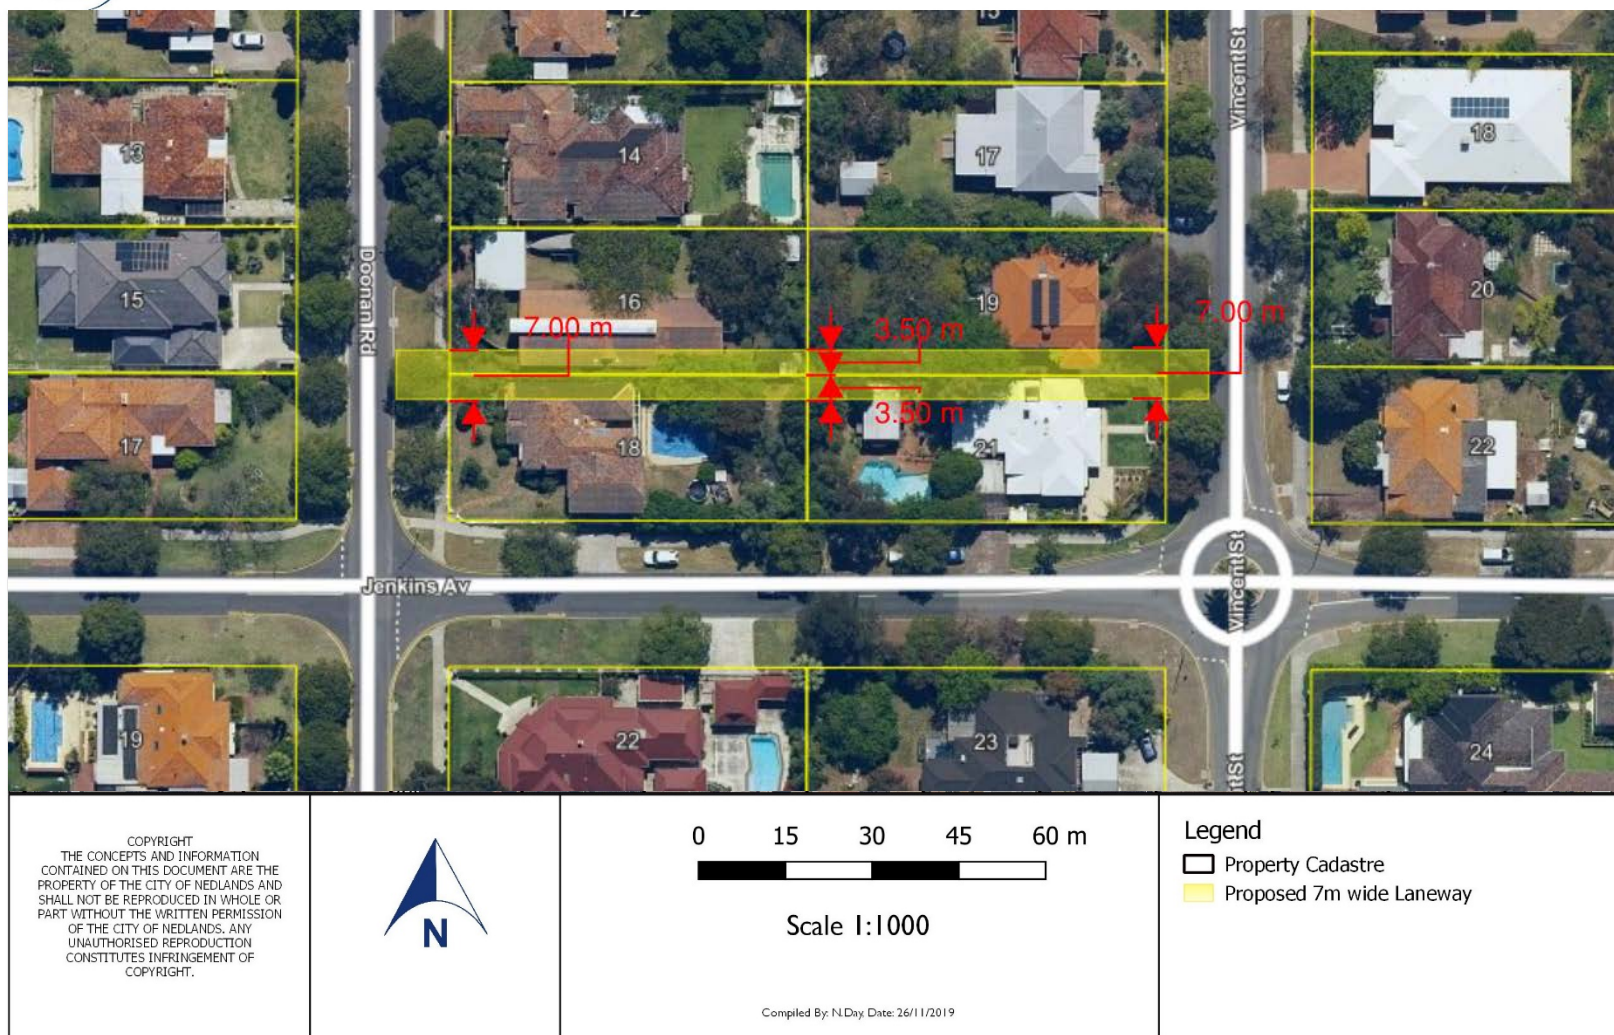 12
15
Vincent St
18
13
14
17
Doonan Rd
15
16
19
20
7.00 m
3.50 m
7.00 m
3.50 m
17
18
21
22
Jenkins Av
Vincent St
19
22
23
24
COPYRIGHT
THE CONCEPTS AND INFORMATION
CONTAINED ON THIS DOCUMENT ARE THE
PROPERTY OF THE CITY OF NEDLANDS AND
SHALL NOT BE REPRODUCED IN WHOLE OR
PART WITHOUT THE WRITTEN PERMISSION
OF THE CITY OF NEDLANDS. ANY
UNAUTHORISED REPRODUCTION
CONSTITUTES INFRINGEMENT OF
COPYRIGHT.
N
0 15 30 45 60 m
Scale 1:1000
Compiled By: N.Day, Date: 26/11/2019
Legend
Property Cadastre
Proposed 7m wide Laneway